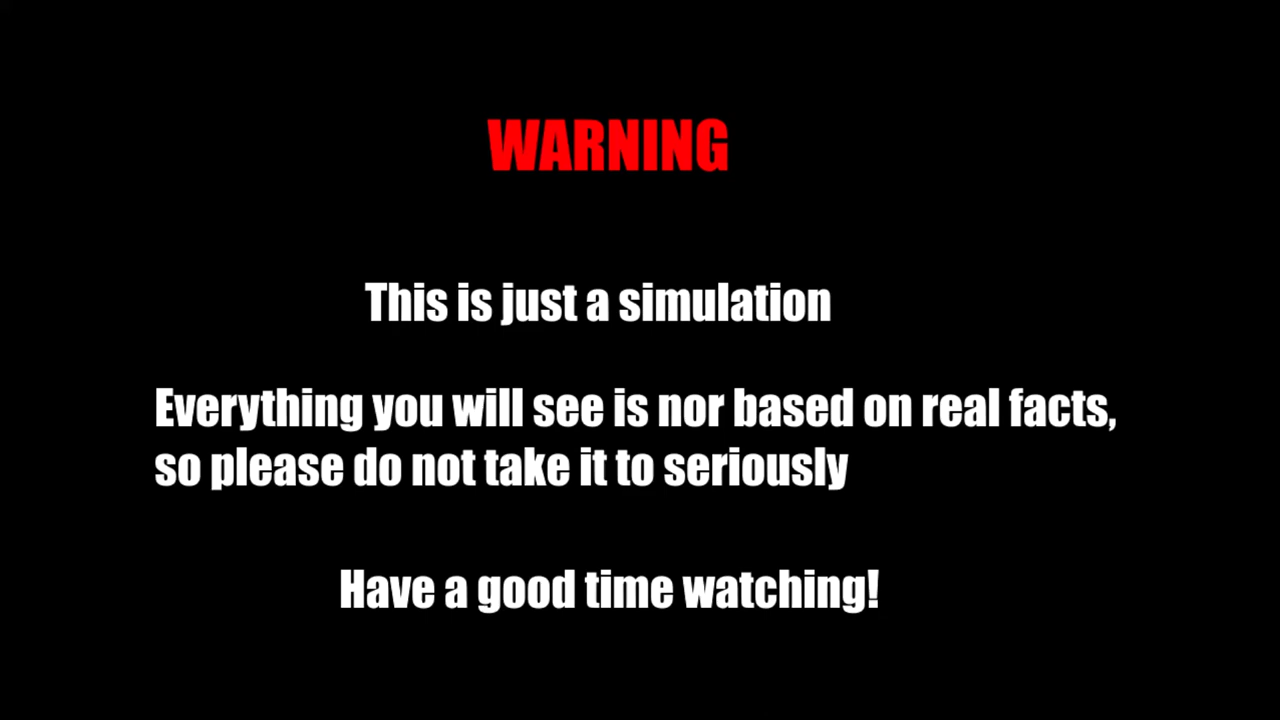 WARNING
This is just a simulation
Everything you will see is nor based on real facts,
so please do not take it to seriously
Have a good time watching!